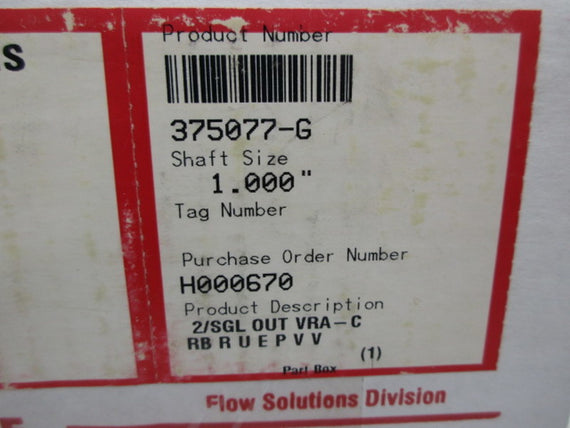 Product Number
375077-G
Shaft Size
1.000"
Tag Number
Purchase Order Number
H000670
Product Description
2/SGL OUT VRA-C
RB R U E P V V
(1)
Part Box
Flow Solutions Division